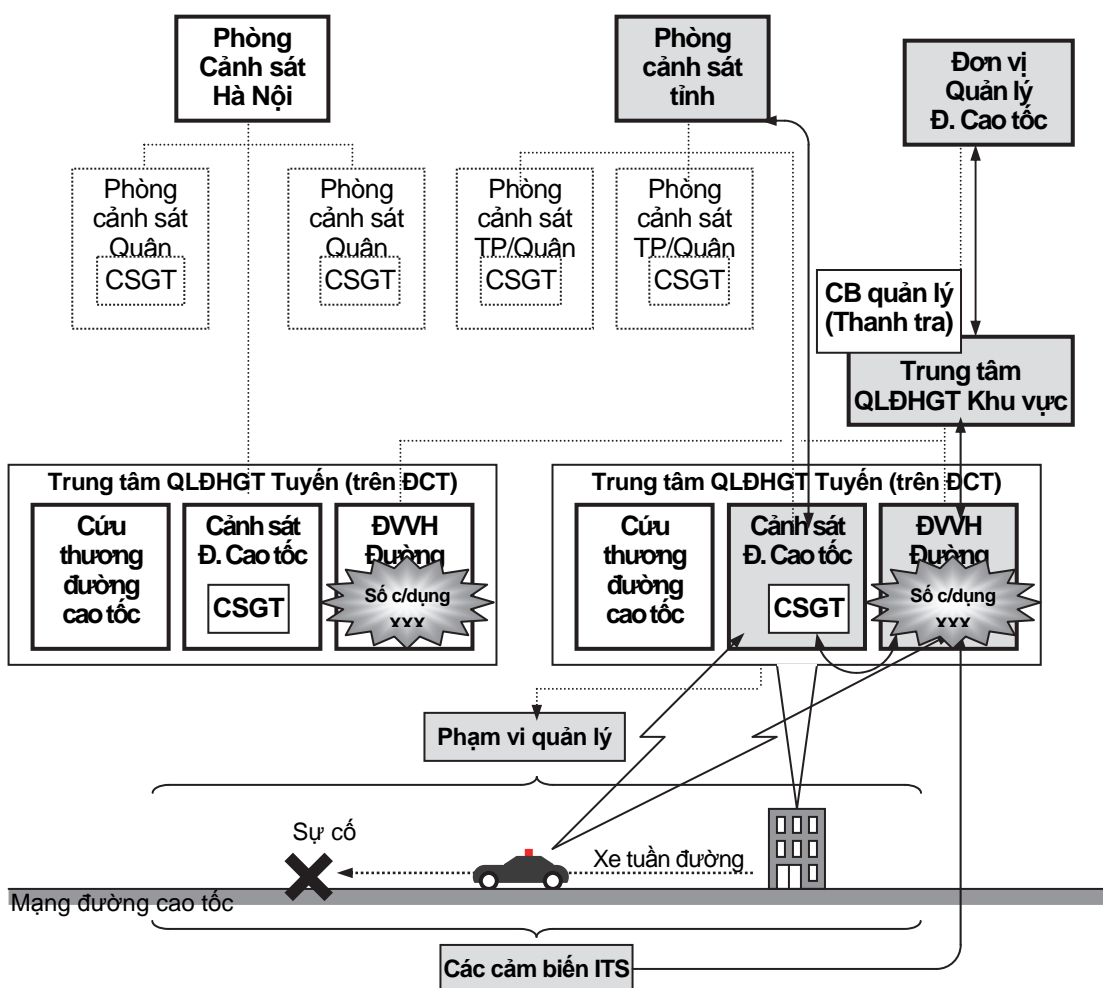 Phòng
Cảnh sát
Hà Nội
Phòng
cảnh sát
tỉnh
Đơn vị
Quản lý
Đ. Cao tốc
Phòng
cảnh sát
Quân
CSGT
Phòng
cảnh sát
Quân
CSGT
Phòng
cảnh sát
TP/Quân
CSGT
Phòng
cảnh sát
TP/Quân
CSGT
CB quản lý
(Thanh tra)
Trung tâm
QLĐHGT Khu vực
Trung tâm QLĐHGT Tuyến (trên ĐCT)
Cứu
thương
đường
cao tốc
Cảnh sát
Đ. Cao tốc
CSGT
ĐVVH
Đường
Số c/dụng
XXX
Trung tâm QLĐHGT Tuyến (trên ĐCT)
Cứu
thương
đường
cao tốc
Cảnh sát
Đ. Cao tốc
CSGT
ĐVVH
Đường
Số c/dụng
XXX
Phạm vi quản lý
Sự cố
Xe tuần đường
Mạng đường cao tốc
Các cảm biến ITS